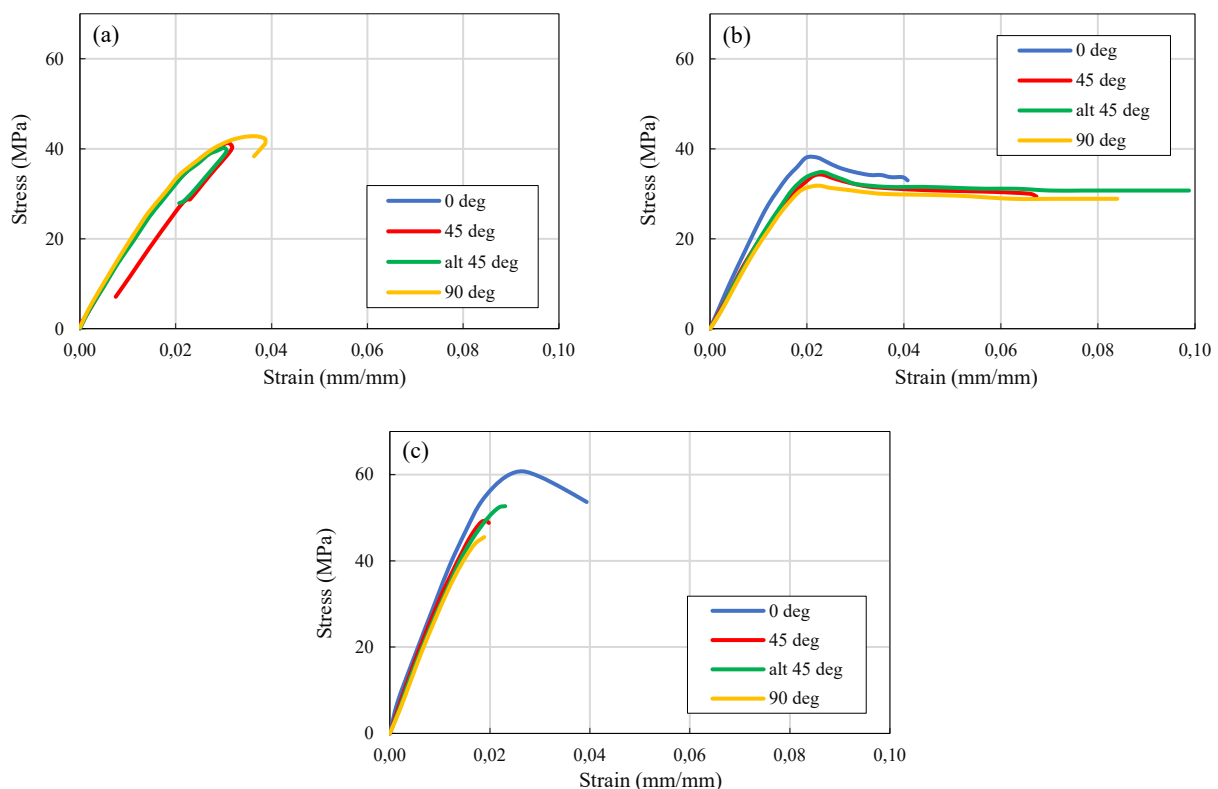 (a)
Stress (MPa)
60
40
20
0
0 deg
45 deg
alt 45 deg
90 deg
0,00 0,02 0,04 0,06 0,08 0,10
Strain (mm/mm)
(b)
Stress (MPa)
60
40
20
0
0 deg
45 deg
alt 45 deg
90 deg
0,00 0,02 0,04 0,06 0,08 0,10
Strain (mm/mm)
(c)
Stress (MPa)
60
40
20
0
0 deg
45 deg
alt 45 deg
90 deg
0,00 0,02 0,04 0,06 0,08 0,10
Strain (mm/mm)